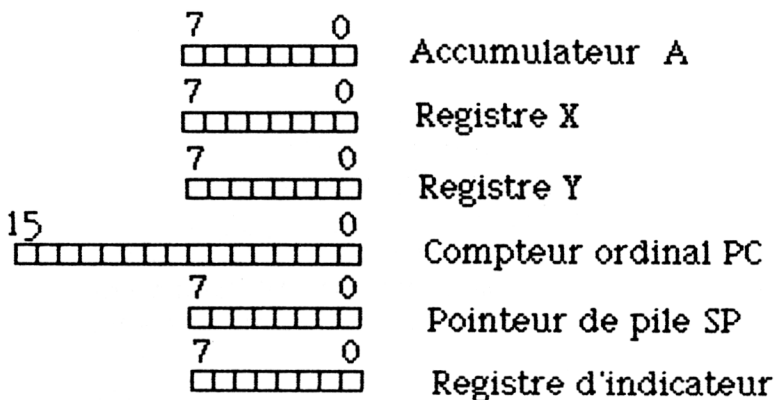 7 0 Accumulateur A
7 0 Registre X
7 0 Registre Y
15 0 Compteur ordinal PC
7 0 Pointeur de pile SP
7 0 Registre d'indicateur